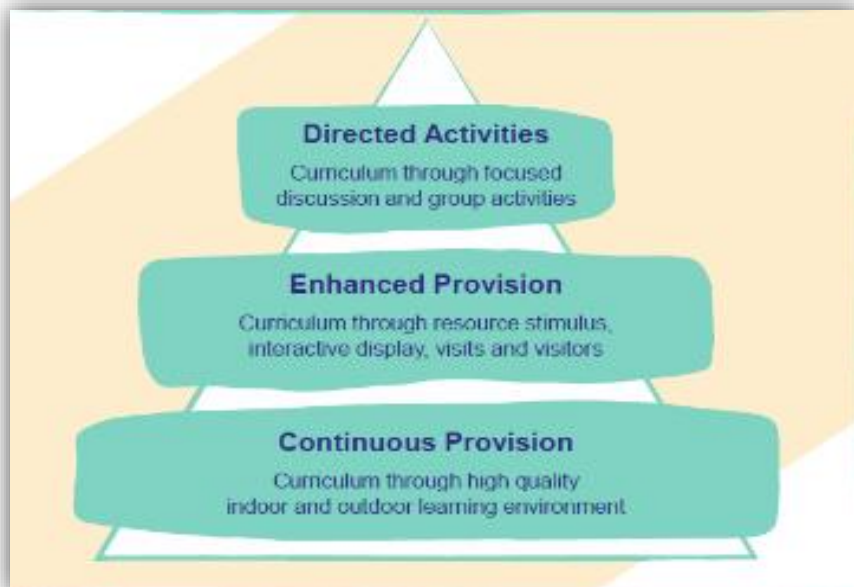 Directed Activities
Curriculum through focused
discussion and group activities
Enhanced Provision
Curriculum through resource stimulus,
interactive display, visits and visitors
Continuous Provision
Curriculum through high quality
indoor and outdoor learning environment